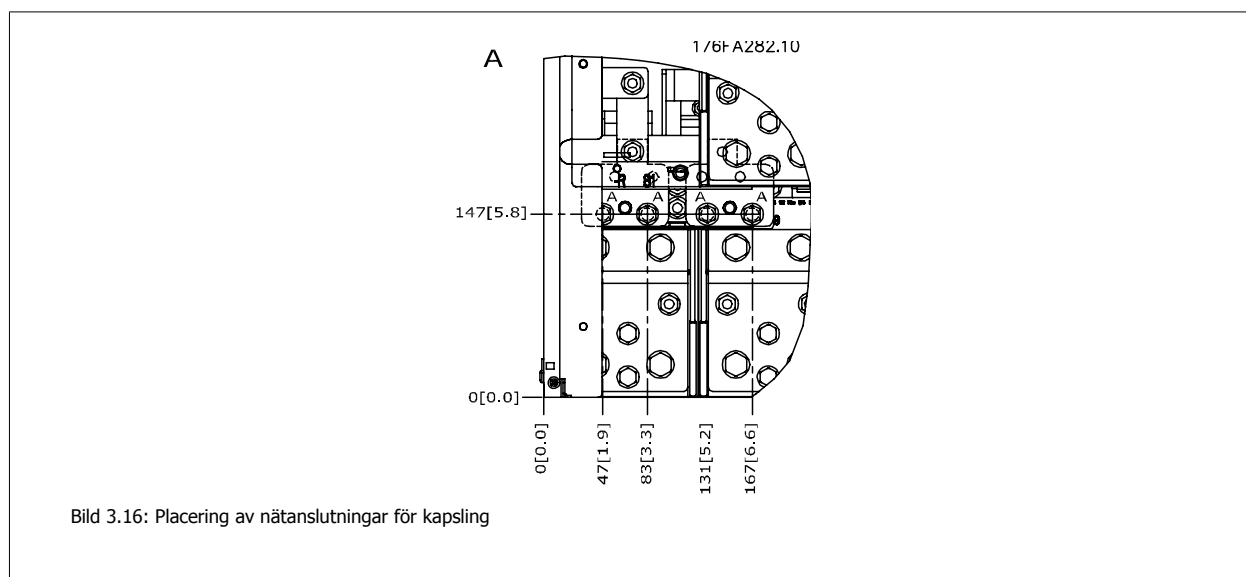 176FA282.10
A
A A A A
147[5.8]
0[0.0]
0[0.0]
47[1.9]
83[3.3]
131[5.2]
167[6.6]
Bild 3.16: Placering av nätanslutningar för kapsling